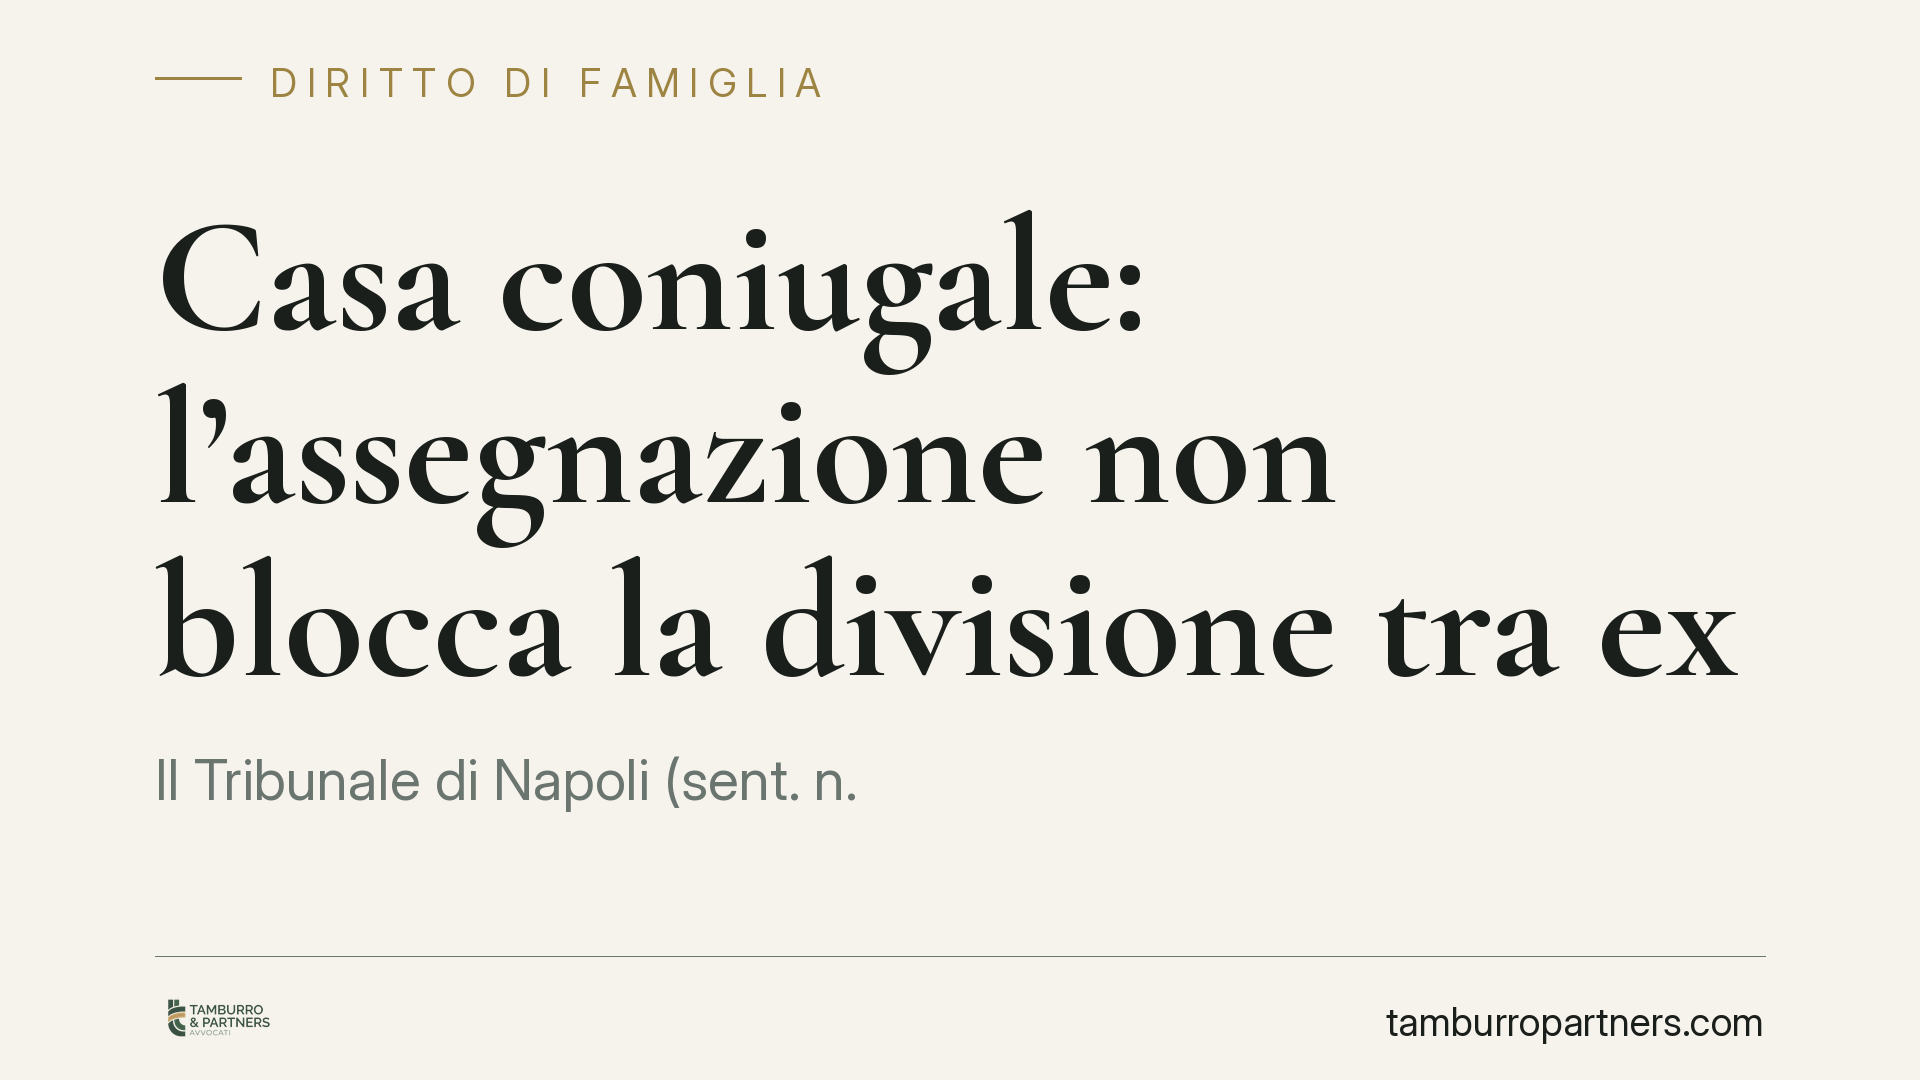 DIRITTO DI FAMIGLIA
Casa coniugale:
l’assegnazione non
blocca la divisione tra ex
Il Tribunale di Napoli (sent. n.
TAMBURRO
& PARTNERS
AVVOCATI
tamburropartners.com